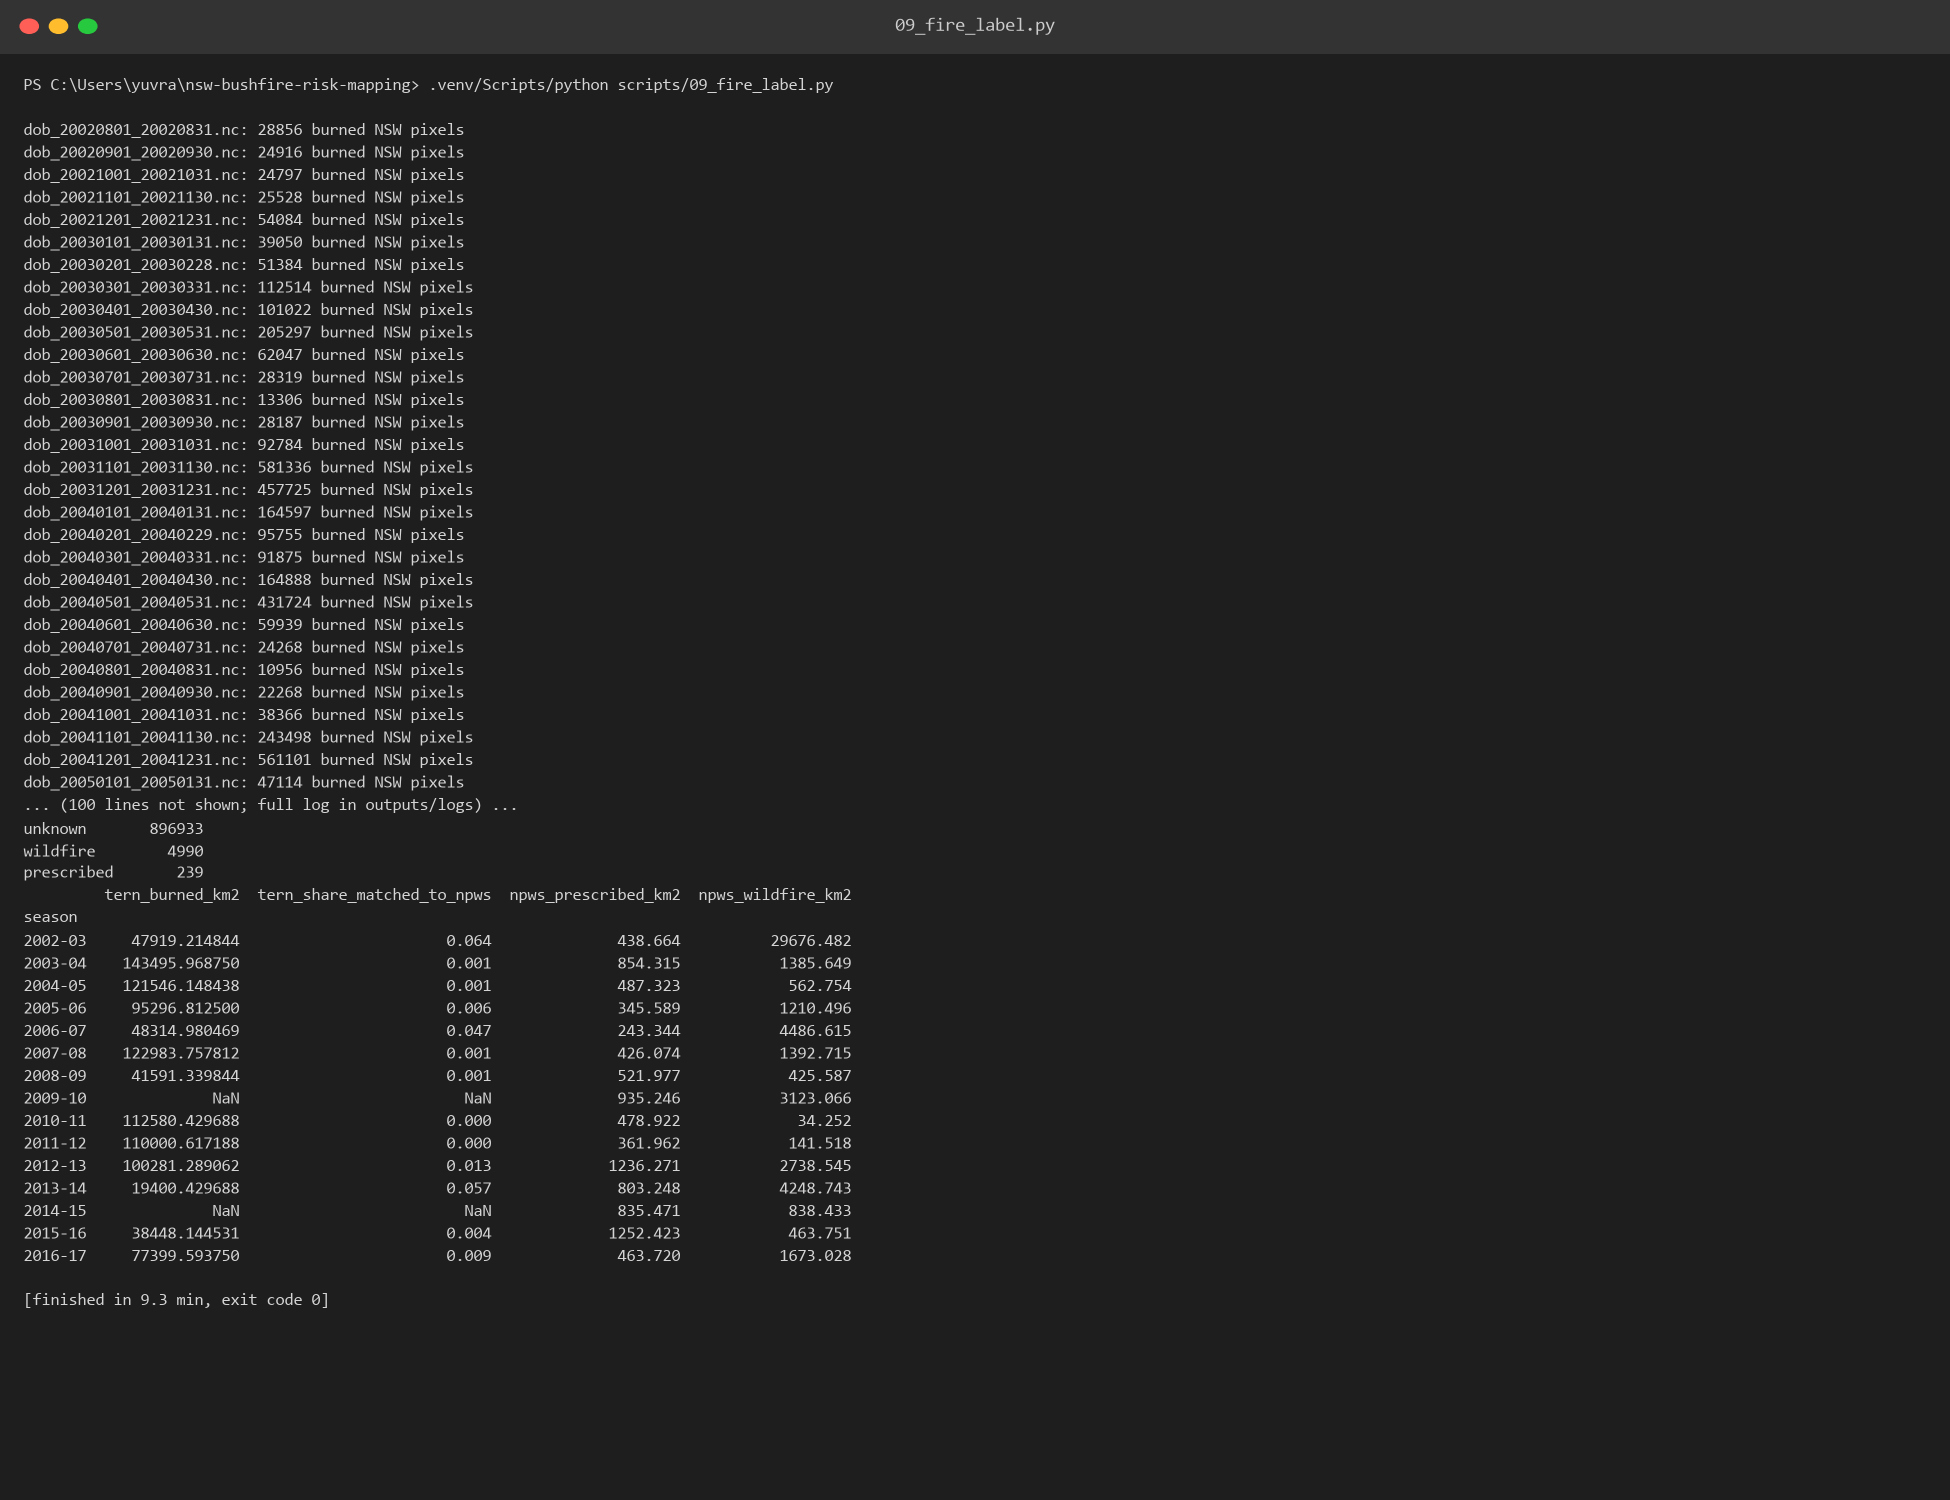 09_fire_label.py
PS C:\Users\yuvra\nsw-bushfire-risk-mapping> .venv/Scripts/python scripts/09_fire_label.py
dob_20020801_20020831.nc: 28856 burned NSW pixels
dob_20020901_20020930.nc: 24916 burned NSW pixels
dob_20021001_20021031.nc: 24797 burned NSW pixels
dob_20021101_20021130.nc: 25528 burned NSW pixels
dob_20021201_20021231.nc: 54084 burned NSW pixels
dob_20030101_20030131.nc: 39050 burned NSW pixels
dob_20030201_20030228.nc: 51384 burned NSW pixels
dob_20030301_20030331.nc: 112514 burned NSW pixels
dob_20030401_20030430.nc: 101022 burned NSW pixels
dob_20030501_20030531.nc: 205297 burned NSW pixels
dob_20030601_20030630.nc: 62047 burned NSW pixels
dob_20030701_20030731.nc: 28319 burned NSW pixels
dob_20030801_20030831.nc: 13306 burned NSW pixels
dob_20030901_20030930.nc: 28187 burned NSW pixels
dob_20031001_20031031.nc: 92784 burned NSW pixels
dob_20031101_20031130.nc: 581336 burned NSW pixels
dob_20031201_20031231.nc: 457725 burned NSW pixels
dob_20040101_20040131.nc: 164597 burned NSW pixels
dob_20040201_20040229.nc: 95755 burned NSW pixels
dob_20040301_20040331.nc: 91875 burned NSW pixels
dob_20040401_20040430.nc: 164888 burned NSW pixels
dob_20040501_20040531.nc: 431724 burned NSW pixels
dob_20040601_20040630.nc: 59939 burned NSW pixels
dob_20040701_20040731.nc: 24268 burned NSW pixels
dob_20040801_20040831.nc: 10956 burned NSW pixels
dob_20040901_20040930.nc: 22268 burned NSW pixels
dob_20041001_20041031.nc: 38366 burned NSW pixels
dob_20041101_20041130.nc: 243498 burned NSW pixels
dob_20041201_20041231.nc: 561101 burned NSW pixels
dob_20050101_20050131.nc: 47114 burned NSW pixels
... (100 lines not shown; full log in outputs/logs) ...
unknown       896933
wildfire        4990
prescribed       239
         tern_burned_km2  tern_share_matched_to_npws  npws_prescribed_km2  npws_wildfire_km2
season
2002-03     47919.214844                       0.064              438.664          29676.482
2003-04    143495.968750                       0.001              854.315           1385.649
2004-05    121546.148438                       0.001              487.323            562.754
2005-06     95296.812500                       0.006              345.589           1210.496
2006-07     48314.980469                       0.047              243.344           4486.615
2007-08    122983.757812                       0.001              426.074           1392.715
2008-09     41591.339844                       0.001              521.977            425.587
2009-10              NaN                         NaN              935.246           3123.066
2010-11    112580.429688                       0.000              478.922             34.252
2011-12    110000.617188                       0.000              361.962            141.518
2012-13    100281.289062                       0.013             1236.271           2738.545
2013-14     19400.429688                       0.057              803.248           4248.743
2014-15              NaN                         NaN              835.471            838.433
2015-16     38448.144531                       0.004             1252.423            463.751
2016-17     77399.593750                       0.009              463.720           1673.028
[finished in 9.3 min, exit code 0]